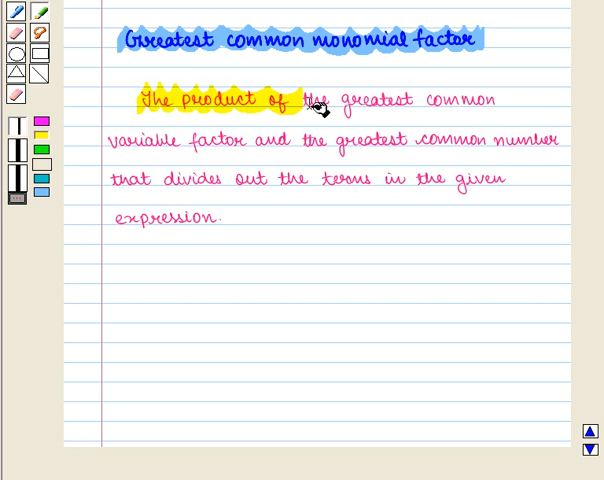 Greatest common monomial factor
The product of the greatest common
variable factor and the greatest common number
that divides out the terms in the given
expression.